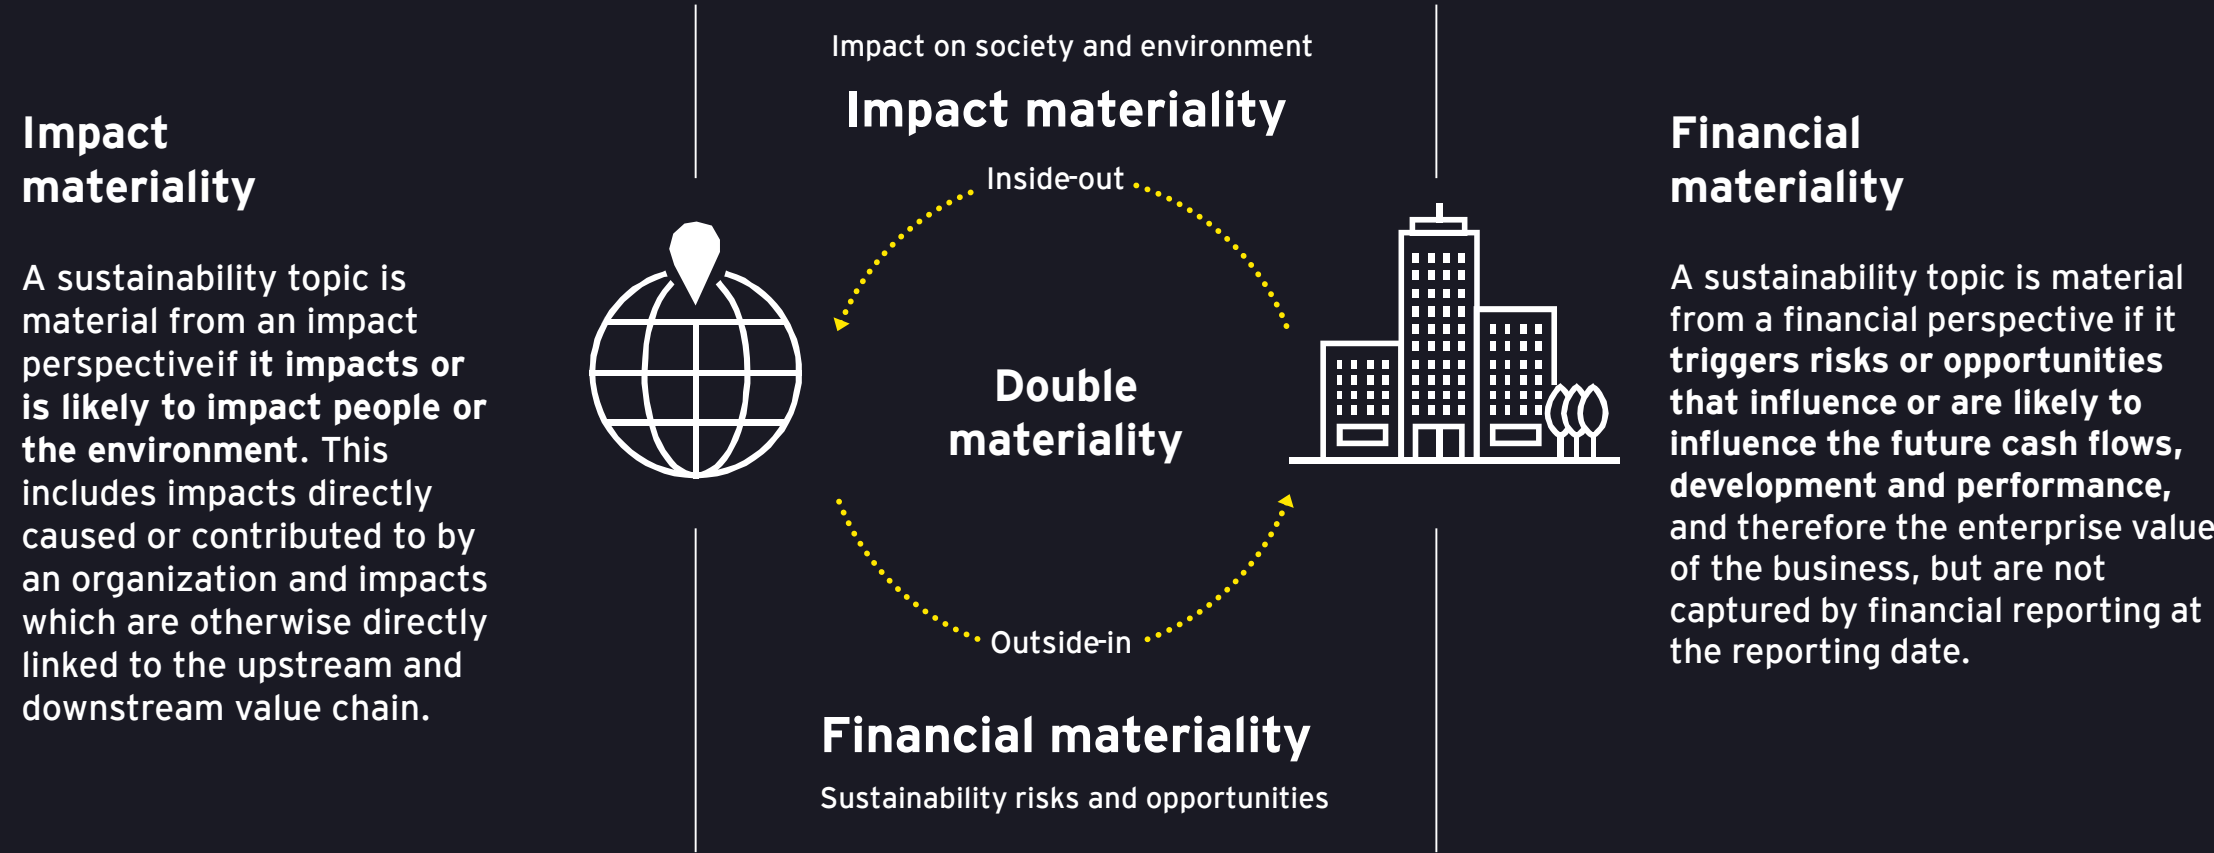 Impact
materiality
A sustainability topic is
material from an impact
perspectiveif it impacts or
is likely to impact people or
the environment. This
includes impacts directly
caused or contributed to by
an organization and impacts
which are otherwise directly
linked to the upstream and
downstream value chain.
Impact on society and environment
Impact materiality
Inside-out
Double
materiality
Outside-in
Financial materiality
Sustainability risks and opportunities
Financial
materiality
A sustainability topic is material
from a financial perspective if it
triggers risks or opportunities
that influence or are likely to
influence the future cash flows,
development and performance,
and therefore the enterprise value
of the business, but are not
captured by financial reporting at
the reporting date.